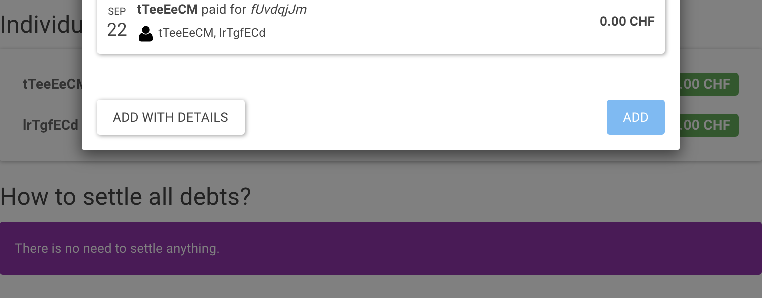 Individu
SEP
22
tTeeEeCM paid for fUvdqjJm
tTeeEeCM, lrTgfECd
0.00 CHF
tTeeEeCM
.00 CHF
lrTgfECd
.00 CHF
ADD WITH DETAILS
ADD
How to settle all debts?
There is no need to settle anything.